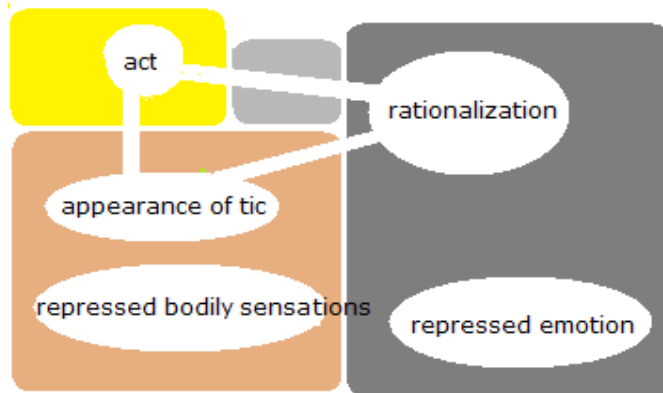 act
rationalization
appearance of tic
repressed bodily sensations
repressed emotion